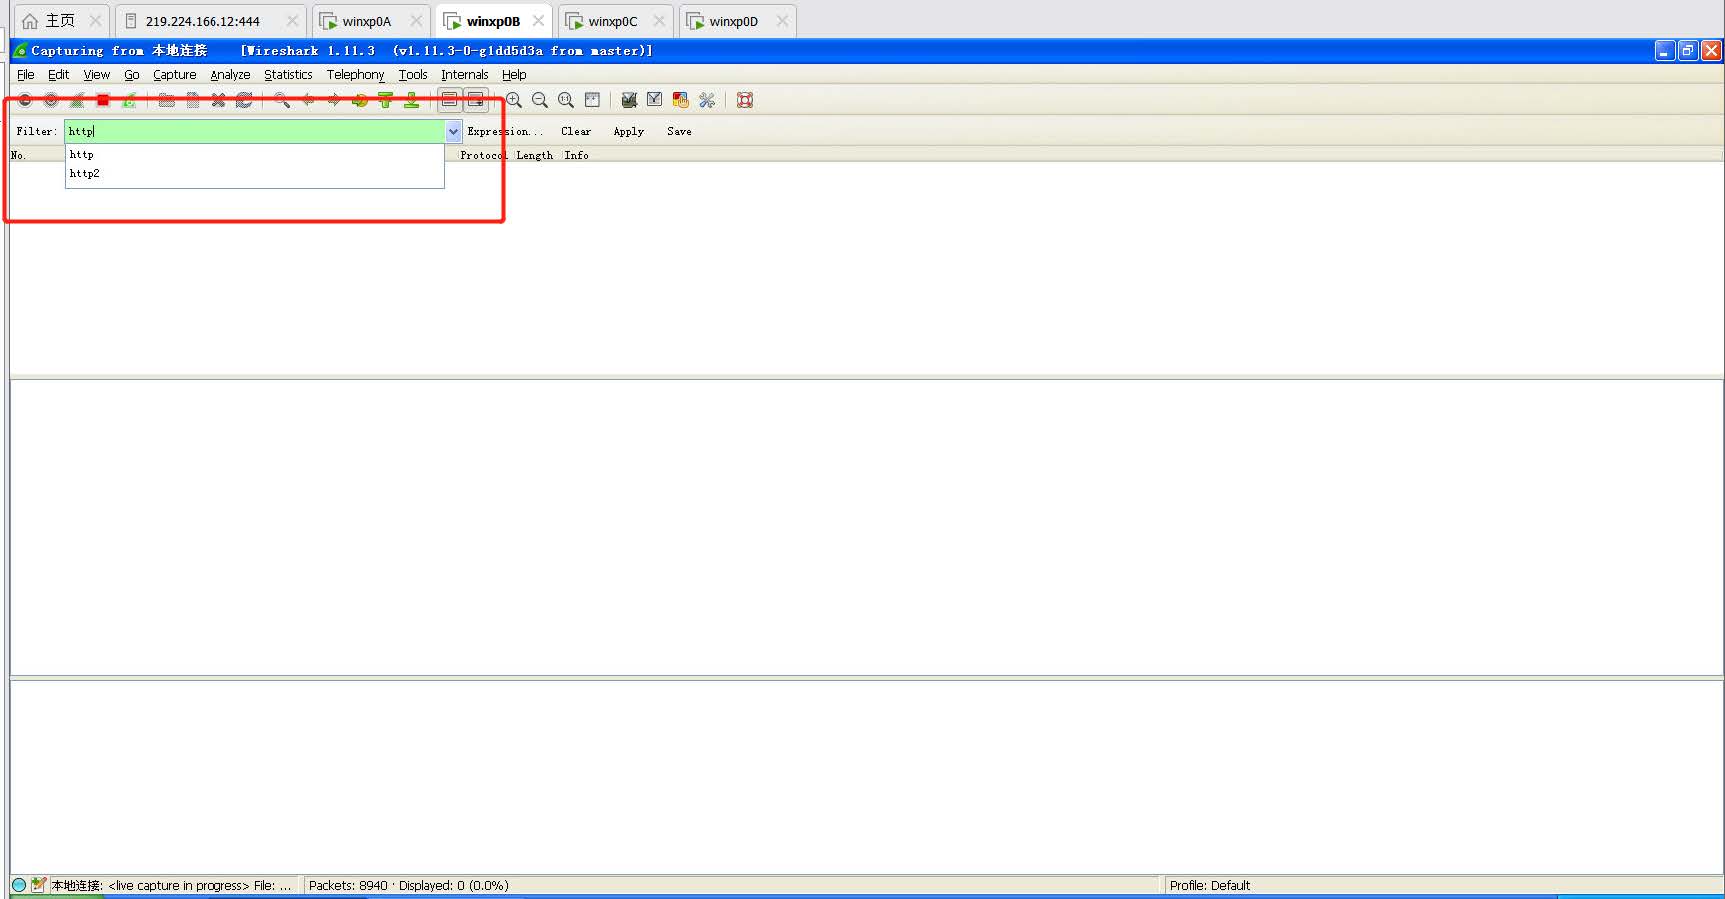 主页 219.224.166.12:444 winxp0A winxp0B winxp0C winxp0D
Capturing from 本地连接 [Wireshark 1.11.3 (v1.11.3-0-g1dd5d3a from master)]
File Edit View Go Capture Analyze Statistics Telephony Tools Internals Help
Filter: http Expression... Clear Apply Save
No. Protocol Length Info
http
http2
本地连接: <live capture in progress> File: ... Packets: 8940 · Displayed: 0 (0.0%) Profile: Default